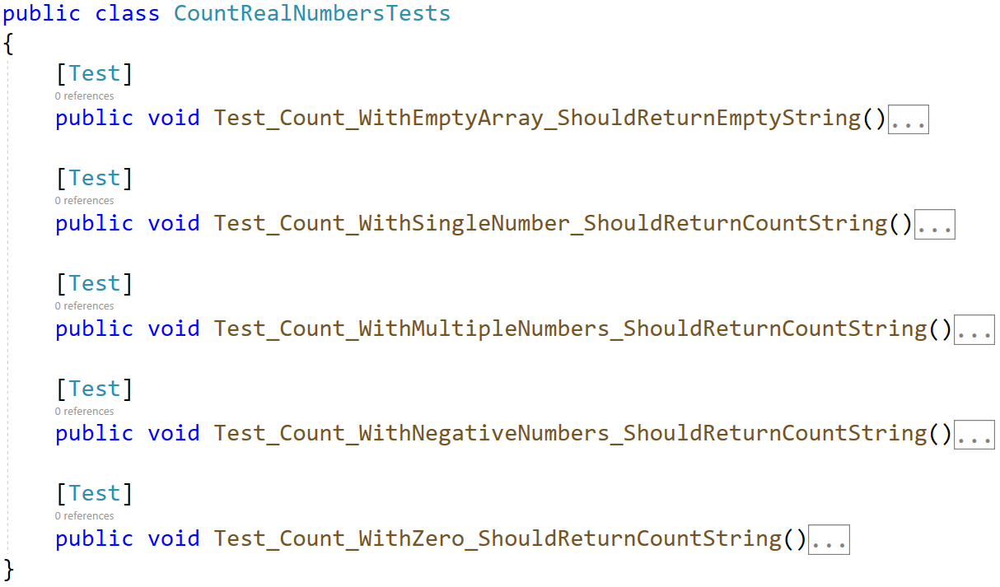 public class CountRealNumbersTests
{
[Test]
0 references
public void Test_Count_WithEmptyArray_ShouldReturnEmptyString()...
[Test]
0 references
public void Test_Count_WithSingleNumber_ShouldReturnCountString()...
[Test]
0 references
public void Test_Count_WithMultipleNumbers_ShouldReturnCountString()...
[Test]
0 references
public void Test_Count_WithNegativeNumbers_ShouldReturnCountString()...
[Test]
0 references
public void Test_Count_WithZero_ShouldReturnCountString()...
}